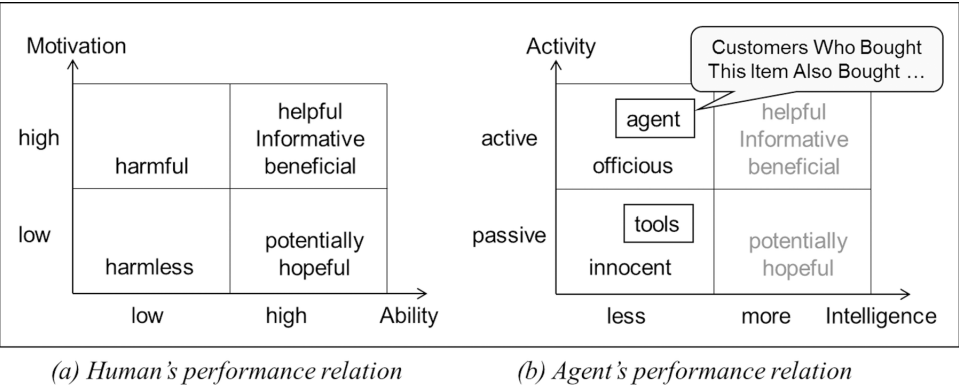 Motivation
high
low
harmful
helpful
Informative
beneficial
harmless
potentially
hopeful
low
high
Ability
Activity
Customers Who Bought
This Item Also Bought ...
active
passive
agent
officious
helpful
Informative
beneficial
tools
innocent
potentially
hopeful
less
more
Intelligence
(a) Human's performance relation
(b) Agent's performance relation